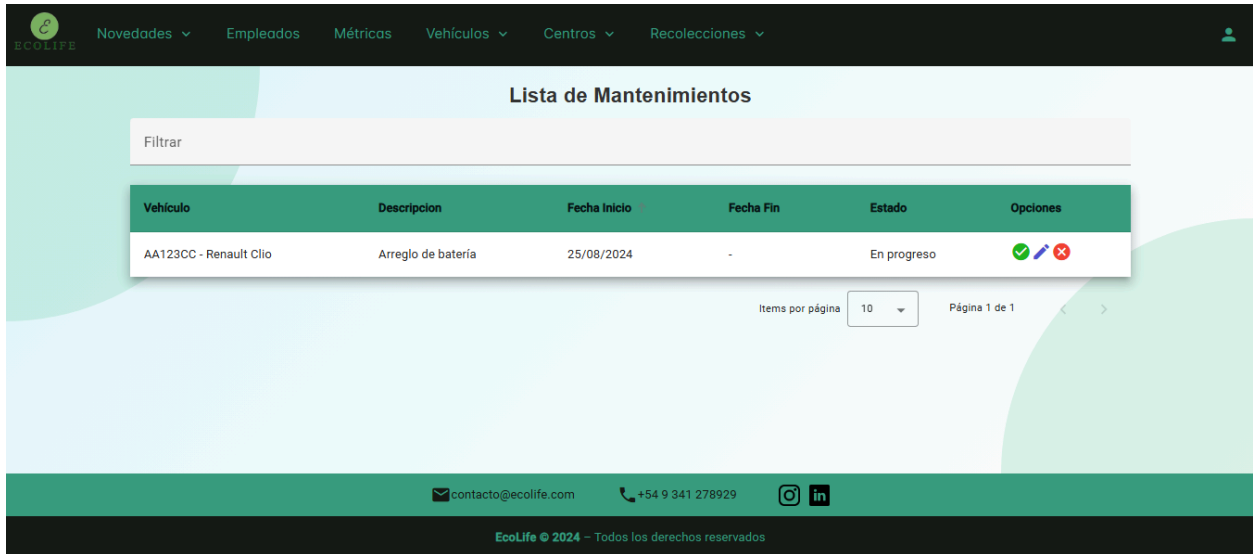 ℰ
ECOLIFE
Novedades Empleados Métricas Vehículos Centros Recolecciones
Lista de Mantenimientos
Filtrar
Vehículo Descripcion Fecha Inicio Fecha Fin Estado Opciones
AA123CC - Renault Clio Arreglo de batería 25/08/2024 - En progreso
Items por página 10 Página 1 de 1
contacto@ecolife.com +54 9 341 278929 in
EcoLife © 2024 – Todos los derechos reservados